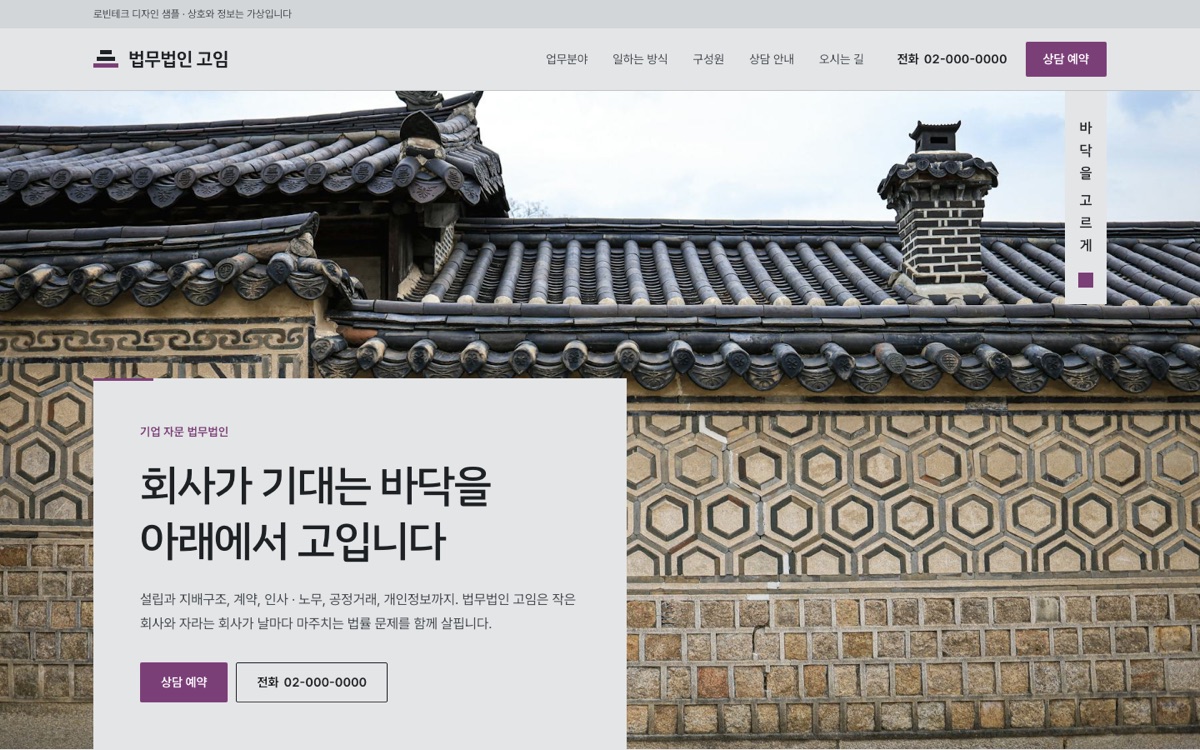 로빈테크 디자인 샘플 · 상호와 정보는 가상입니다
법무법인 고임
업무분야 일하는 방식 구성원 상담 안내 오시는 길 전화 02-000-0000 상담 예약
바닥을 고르게
기업 자문 법무법인
회사가 기대는 바닥을
아래에서 고입니다
설립과 지배구조, 계약, 인사 · 노무, 공정거래, 개인정보까지. 법무법인 고임은 작은
회사와 자라는 회사가 날마다 마주치는 법률 문제를 함께 살핍니다.
상담 예약 전화 02-000-0000